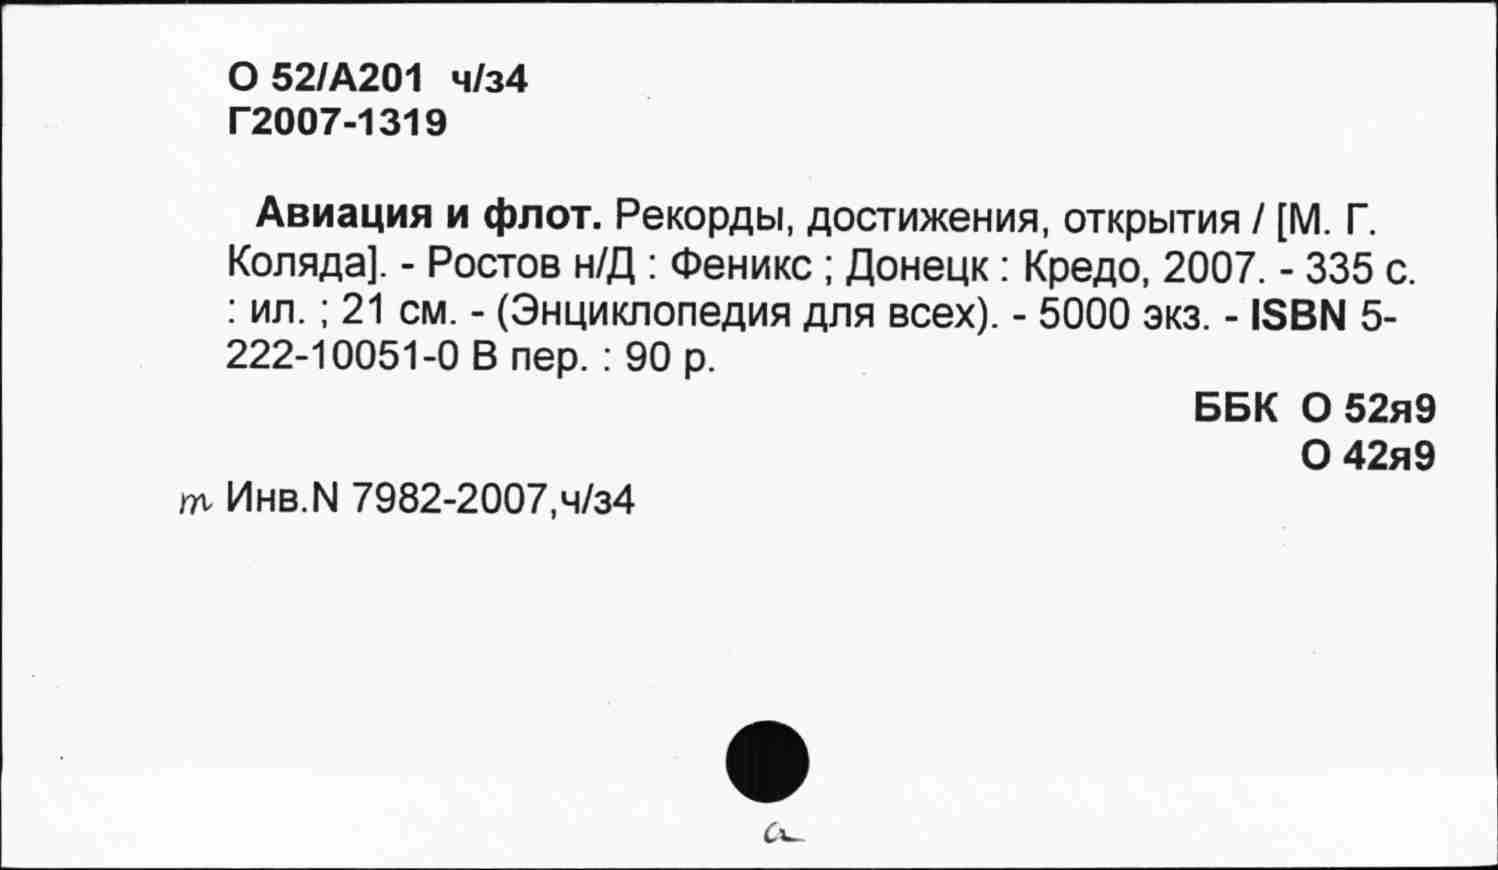 О 52/А201 ч/з4
Г2007-1319
Авиация и флот. Рекорды, достижения, открытия / [М. Г.
Коляда]. - Ростов н/Д : Феникс ; Донецк : Кредо, 2007. - 335 с.
: ил. ; 21 см. - (Энциклопедия для всех). - 5000 экз. - ISBN 5-
222-10051-0 В пер. : 90 р.
ББК О 52я9
О 42я9
т Инв.N 7982-2007,ч/з4
а